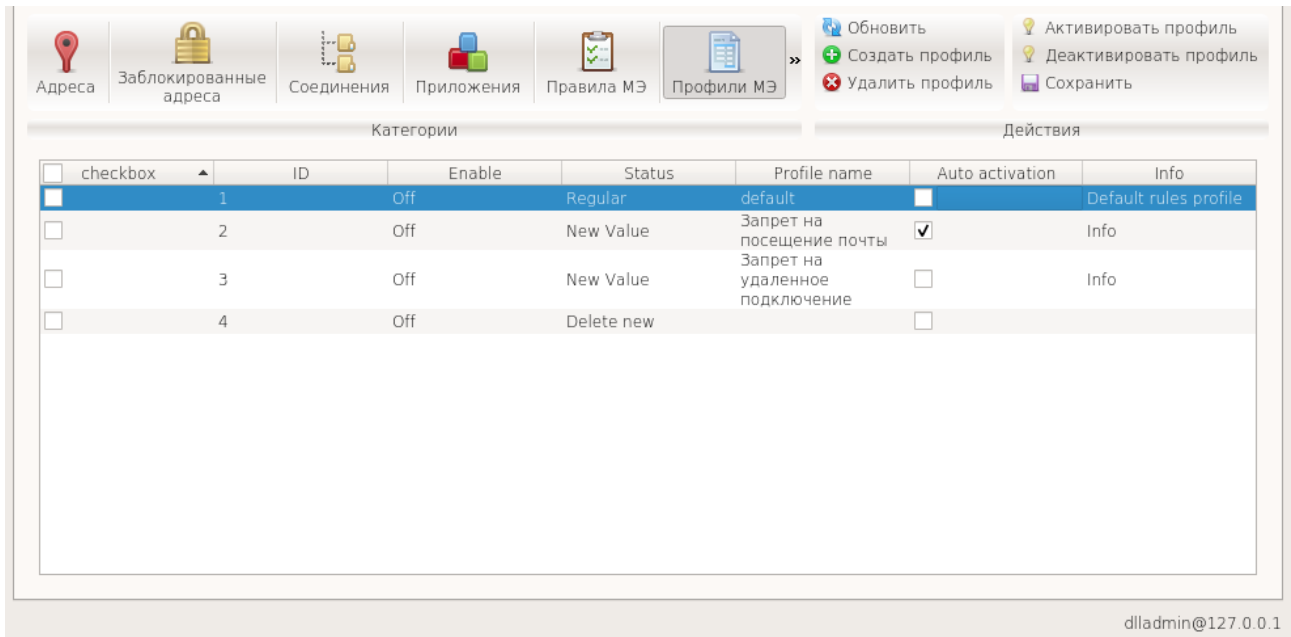 Адреса
Заблокированные
адреса
Соединения
Приложения
Правила МЭ
Профили МЭ
»
Категории
Обновить
Создать профиль
Удалить профиль
Активировать профиль
Деактивировать профиль
Сохранить
Действия
checkbox ID Enable Status Profile name Auto activation Info
1 Off Regular default Default rules profile
2 Off New Value Запрет на
посещение почты Info
3 Off New Value Запрет на
удаленное
подключение Info
4 Off Delete new
dlladmin@127.0.0.1